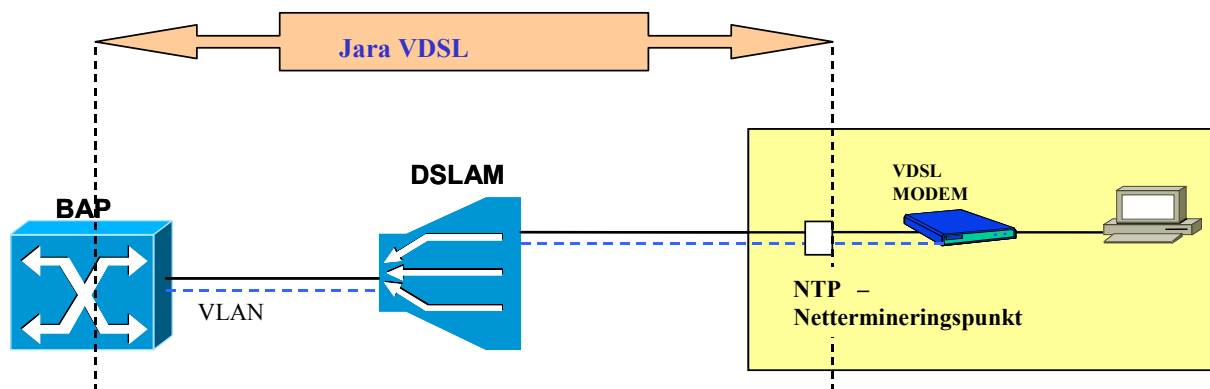 Jara VDSL
DSLAM
BAP
VLAN
VDSL
MODEM
NTP –
Nettermineringspunkt